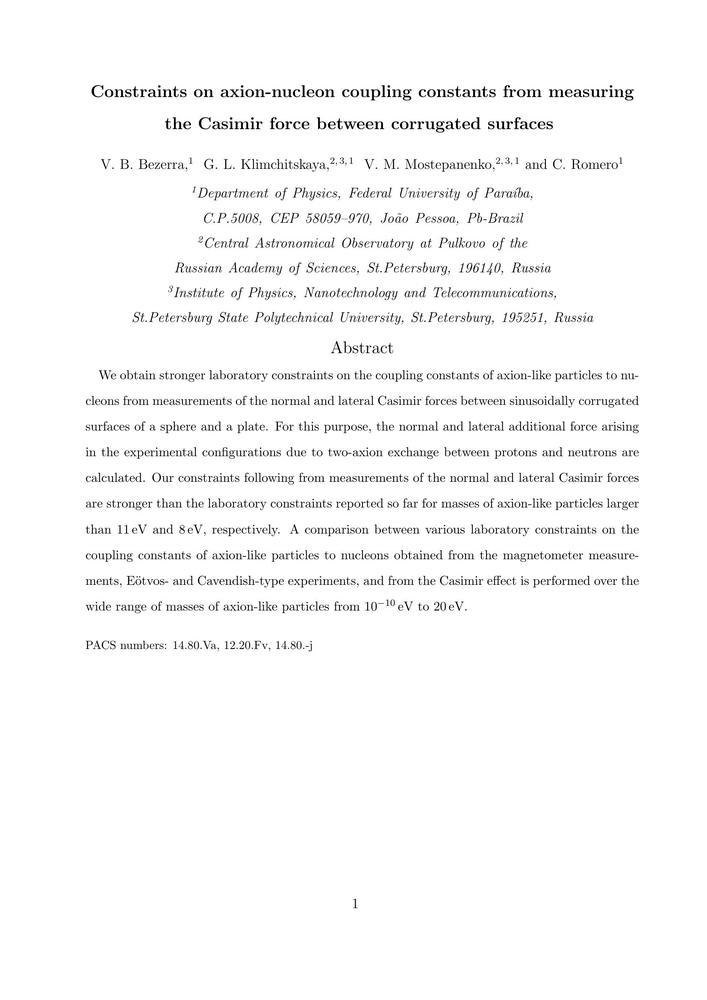 Constraints on axion-nucleon coupling constants from measuring
the Casimir force between corrugated surfaces
V. B. Bezerra,¹ G. L. Klimchitskaya,²,³,¹ V. M. Mostepanenko,²,³,¹ and C. Romero¹
¹Department of Physics, Federal University of Paraíba,
C.P.5008, CEP 58059–970, João Pessoa, Pb-Brazil
²Central Astronomical Observatory at Pulkovo of the
Russian Academy of Sciences, St.Petersburg, 196140, Russia
³Institute of Physics, Nanotechnology and Telecommunications,
St.Petersburg State Polytechnical University, St.Petersburg, 195251, Russia
Abstract
We obtain stronger laboratory constraints on the coupling constants of axion-like particles to nu-
cleons from measurements of the normal and lateral Casimir forces between sinusoidally corrugated
surfaces of a sphere and a plate. For this purpose, the normal and lateral additional force arising
in the experimental configurations due to two-axion exchange between protons and neutrons are
calculated. Our constraints following from measurements of the normal and lateral Casimir forces
are stronger than the laboratory constraints reported so far for masses of axion-like particles larger
than 11 eV and 8 eV, respectively. A comparison between various laboratory constraints on the
coupling constants of axion-like particles to nucleons obtained from the magnetometer measure-
ments, Eötvos- and Cavendish-type experiments, and from the Casimir effect is performed over the
wide range of masses of axion-like particles from 10⁻¹⁰ eV to 20 eV.
PACS numbers: 14.80.Va, 12.20.Fv, 14.80.-j
1